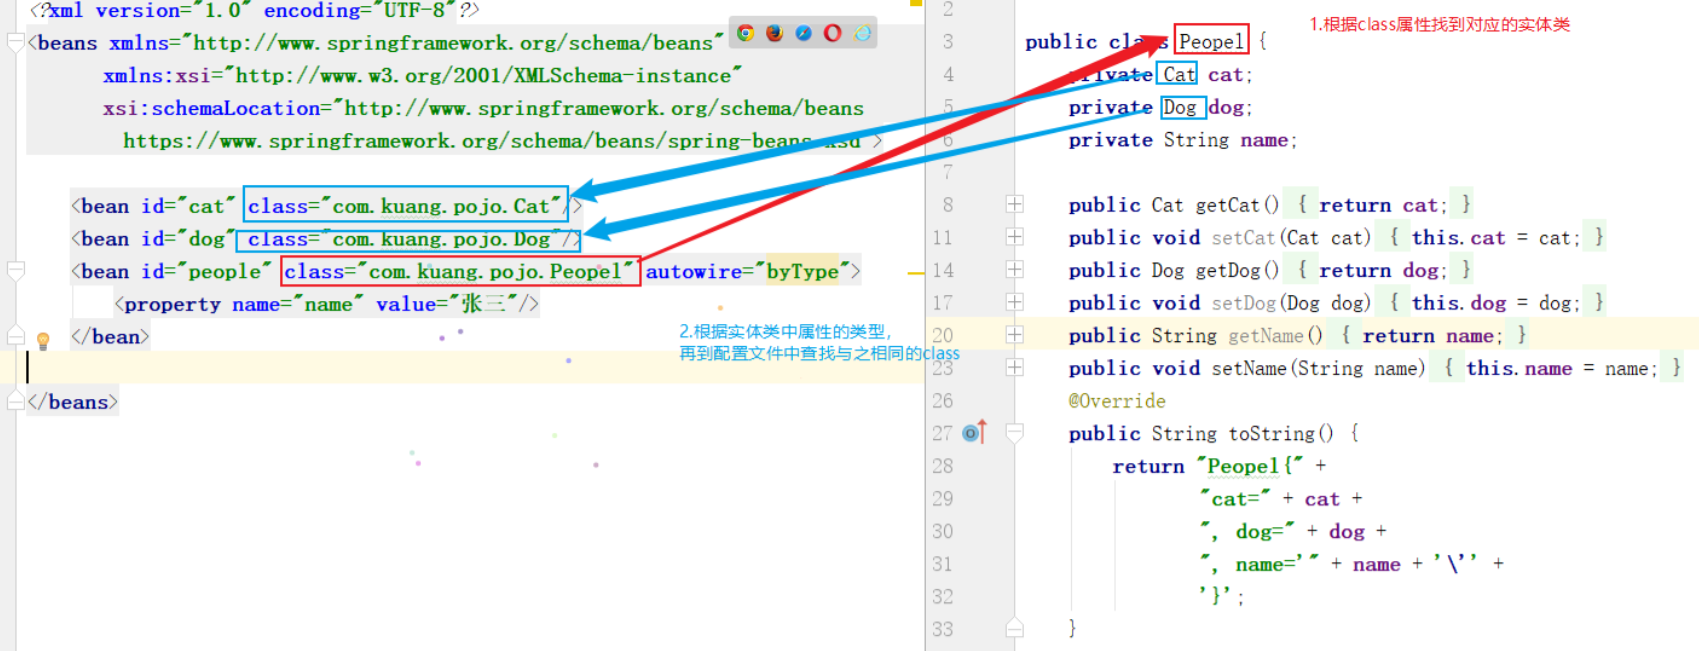 <?xml version="1.0" encoding="UTF-8"?>
<beans xmlns="http://www.springframework.org/schema/beans"
xmlns:xsi="http://www.w3.org/2001/XMLSchema-instance"
xsi:schemaLocation="http://www.springframework.org/schema/beans
https://www.springframework.org/schema/beans/spring-beans.xsd">
<bean id="cat" class="com.kuang.pojo.Cat"/>
<bean id="dog" class="com.kuang.pojo.Dog"/>
<bean id="people" class="com.kuang.pojo.Peopel" autowire="byType">
<property name="name" value="张三"/>
</bean>
2.根据实体类中属性的类型,
再到配置文件中查找与之相同的class
</beans>
1.根据class属性找到对应的实体类
2
3 public class Peopel {
4 private Cat cat;
5 private Dog dog;
6 private String name;
7
8 public Cat getCat() { return cat; }
11 public void setCat(Cat cat) { this.cat = cat; }
14 public Dog getDog() { return dog; }
17 public void setDog(Dog dog) { this.dog = dog; }
20 public String getName() { return name; }
23 public void setName(String name) { this.name = name; }
26 @Override
27 public String toString() {
28 return "Peopel{" +
29 "cat=" + cat +
30 ", dog=" + dog +
31 ", name='" + name + '\'' +
32 '}';
33 }